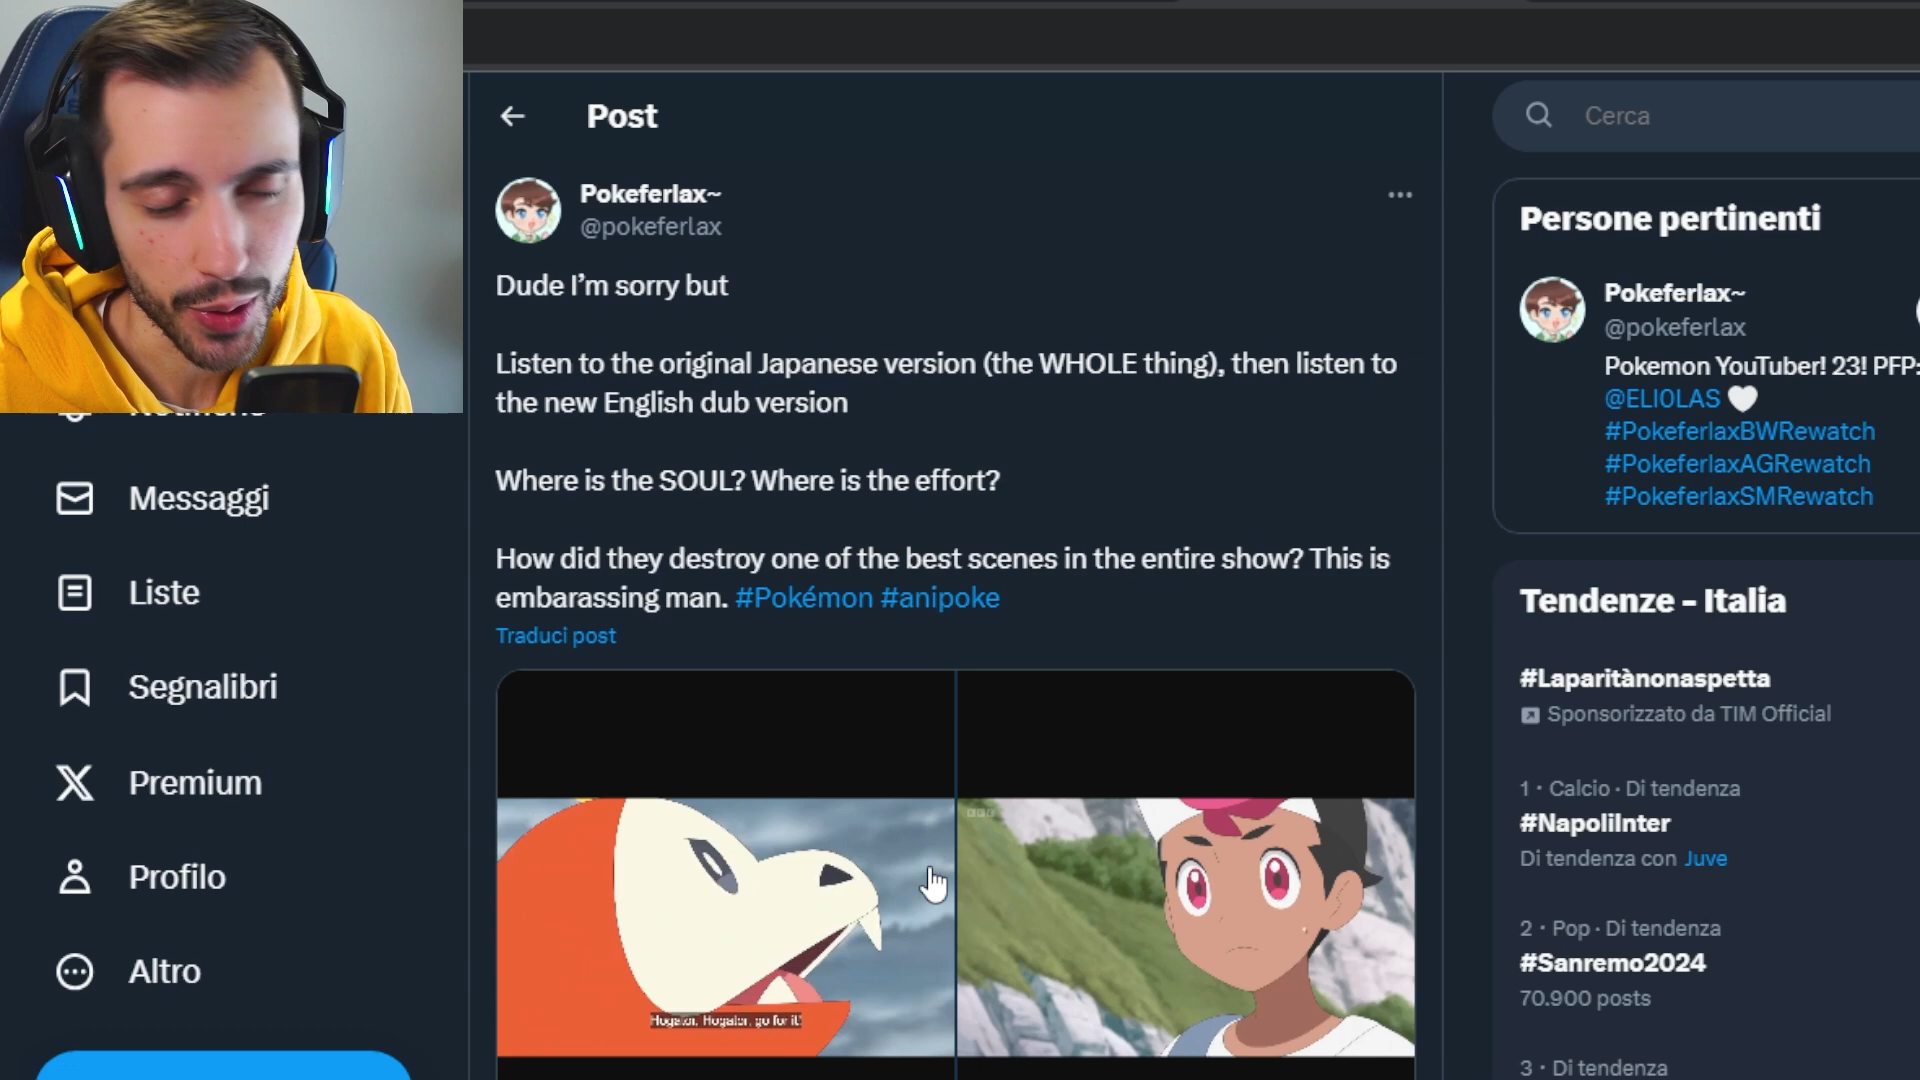 Post
Pokeferlax~
@pokeferlax
Dude I'm sorry but
Listen to the original Japanese version (the WHOLE thing), then listen to
the new English dub version
Where is the SOUL? Where is the effort?
How did they destroy one of the best scenes in the entire show? This is
embarassing man. #Pokémon #anipoke
Traduci post
Hogator, Hogator, go for it!
Messaggi
Liste
Segnalibri
Premium
Profilo
Altro
Cerca
Persone pertinenti
Pokeferlax~
@pokeferlax
Pokemon YouTuber! 23! PFP:
@ELI0LAS 🤍
#PokeferlaxBWRewatch
#PokeferlaxAGRewatch
#PokeferlaxSMRewatch
Tendenze - Italia
#Laparitànonaspetta
Sponsorizzato da TIM Official
1 · Calcio · Di tendenza
#NapoliInter
Di tendenza con Juve
2 · Pop · Di tendenza
#Sanremo2024
70.900 posts
3 · Di tendenza